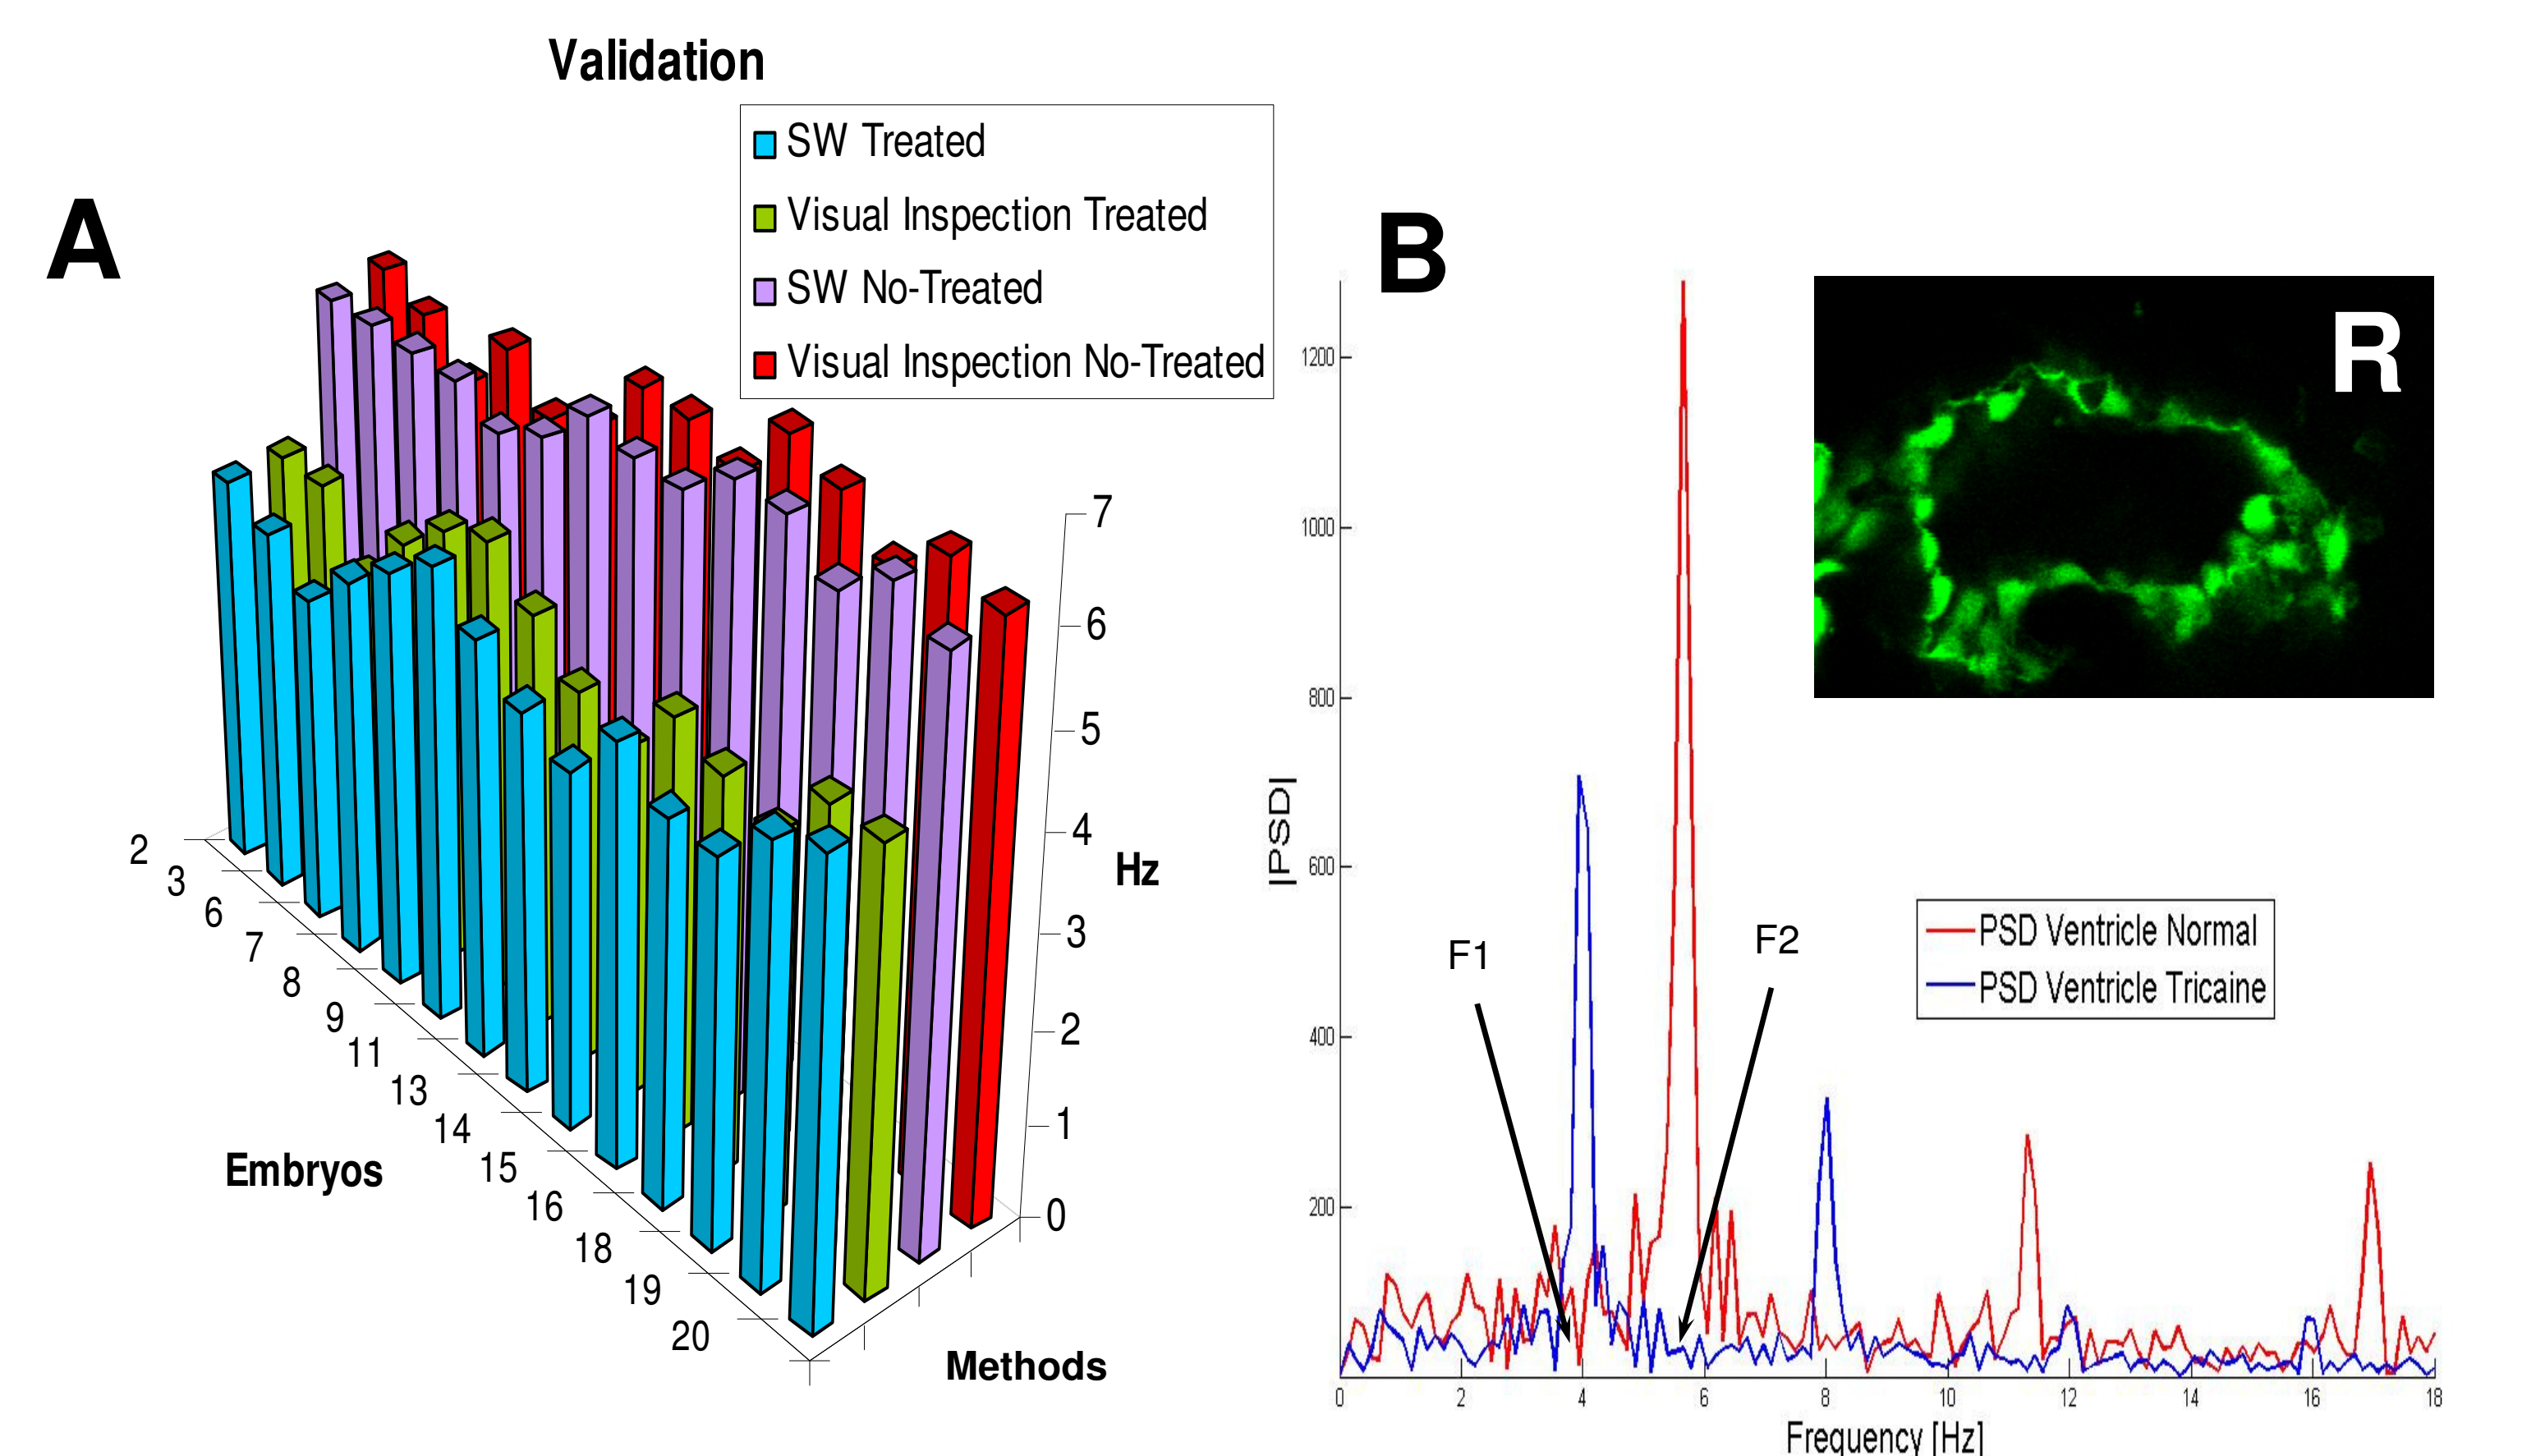 Validation
SW Treated
Visual Inspection Treated
SW No-Treated
Visual Inspection No-Treated
A
7
6
5
4
3
2
1
0
Hz
2
3
6
7
8
9
11
13
14
15
16
18
19
20
Embryos
Methods
B
R
1200
1000
800
600
400
200
|PSD|
F1
F2
PSD Ventricle Normal
PSD Ventricle Tricaine
0 2 4 6 8 10 12 14 16 18
Frequency [Hz]